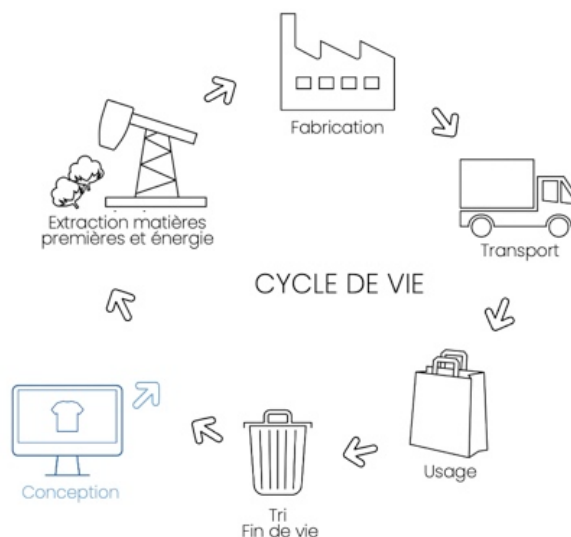 Fabrication
Extraction matières
premières et énergie
Transport
CYCLE DE VIE
Usage
Conception
Tri
Fin de vie